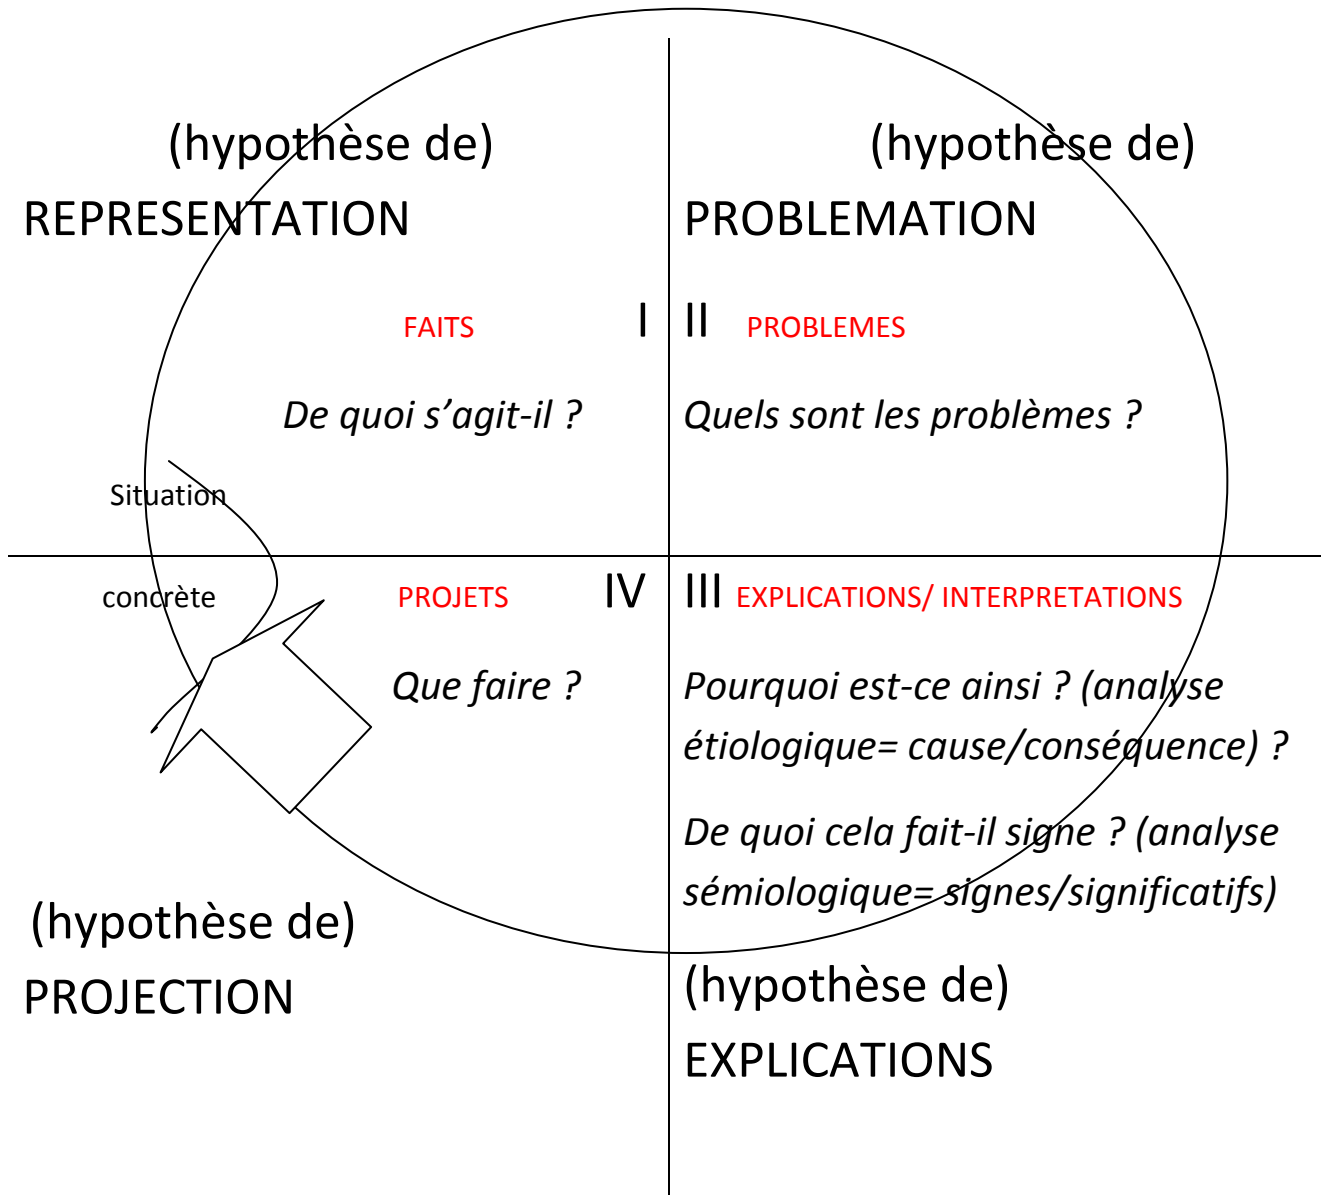 (hypothèse de)
REPRESENTATION
FAITS I
De quoi s’agit-il ?
Situation
(hypothèse de)
PROBLEMATION
II PROBLEMES
Quels sont les problèmes ?
concrète
PROJETS IV
Que faire ?
(hypothèse de)
PROJECTION
III EXPLICATIONS/ INTERPRETATIONS
Pourquoi est-ce ainsi ? (analyse
étiologique= cause/conséquence) ?
De quoi cela fait-il signe ? (analyse
sémiologique= signes/significatifs)
(hypothèse de)
EXPLICATIONS